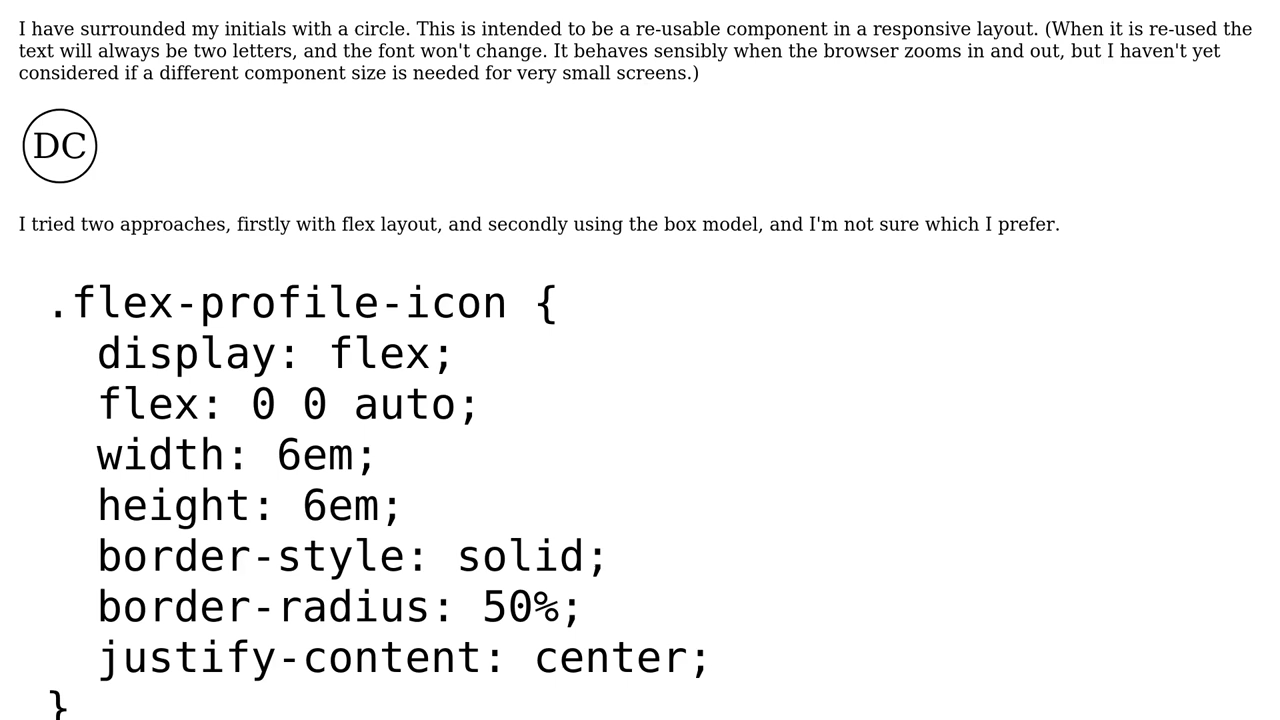 I have surrounded my initials with a circle. This is intended to be a re-usable component in a responsive layout. (When it is re-used the
text will always be two letters, and the font won't change. It behaves sensibly when the browser zooms in and out, but I haven't yet
considered if a different component size is needed for very small screens.)
DC
I tried two approaches, firstly with flex layout, and secondly using the box model, and I'm not sure which I prefer.
.flex-profile-icon {
  display: flex;
  flex: 0 0 auto;
  width: 6em;
  height: 6em;
  border-style: solid;
  border-radius: 50%;
  justify-content: center;
}